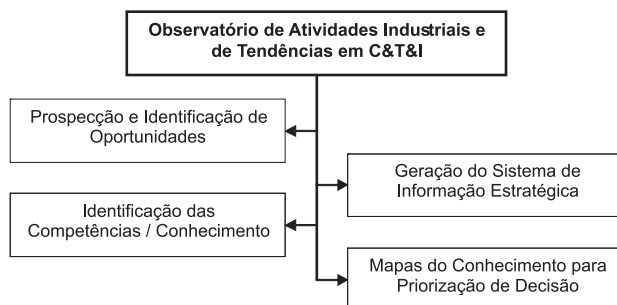 Observatório de Atividades Industriais e
de Tendências em C&T&I
Prospecção e Identificação de
Oportunidades
Geração do Sistema de
Informação Estratégica
Identificação das
Competências / Conhecimento
Mapas do Conhecimento para
Priorização de Decisão